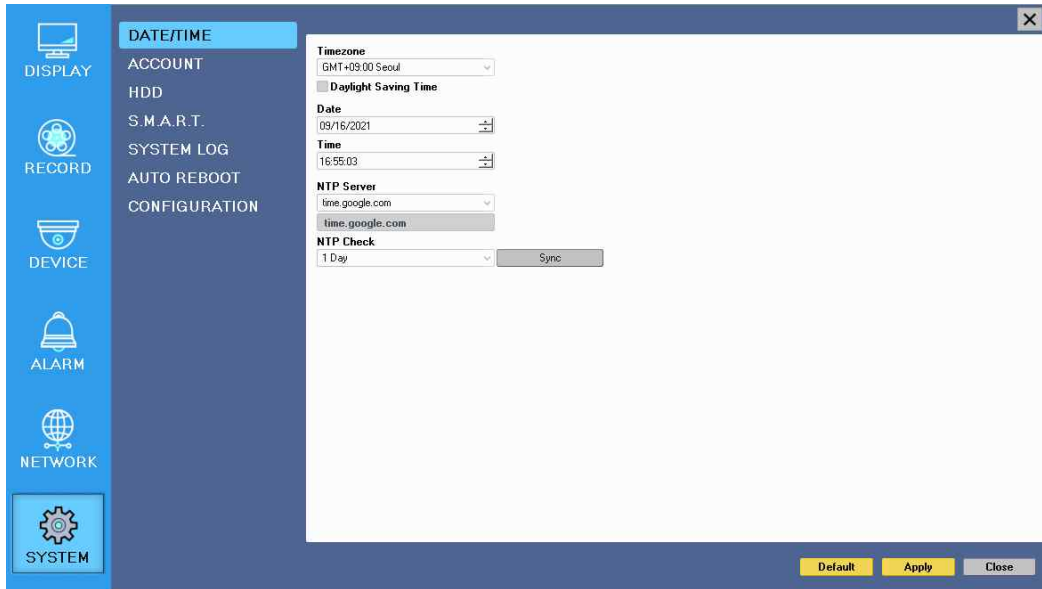 DISPLAY
RECORD
DEVICE
ALARM
NETWORK
SYSTEM
DATE/TIME
ACCOUNT
HDD
S.M.A.R.T.
SYSTEM LOG
AUTO REBOOT
CONFIGURATION
Timezone
GMT+09:00 Seoul
Daylight Saving Time
Date
09/16/2021
Time
16:55:03
NTP Server
time.google.com
time.google.com
NTP Check
1 Day Sync
Default Apply Close